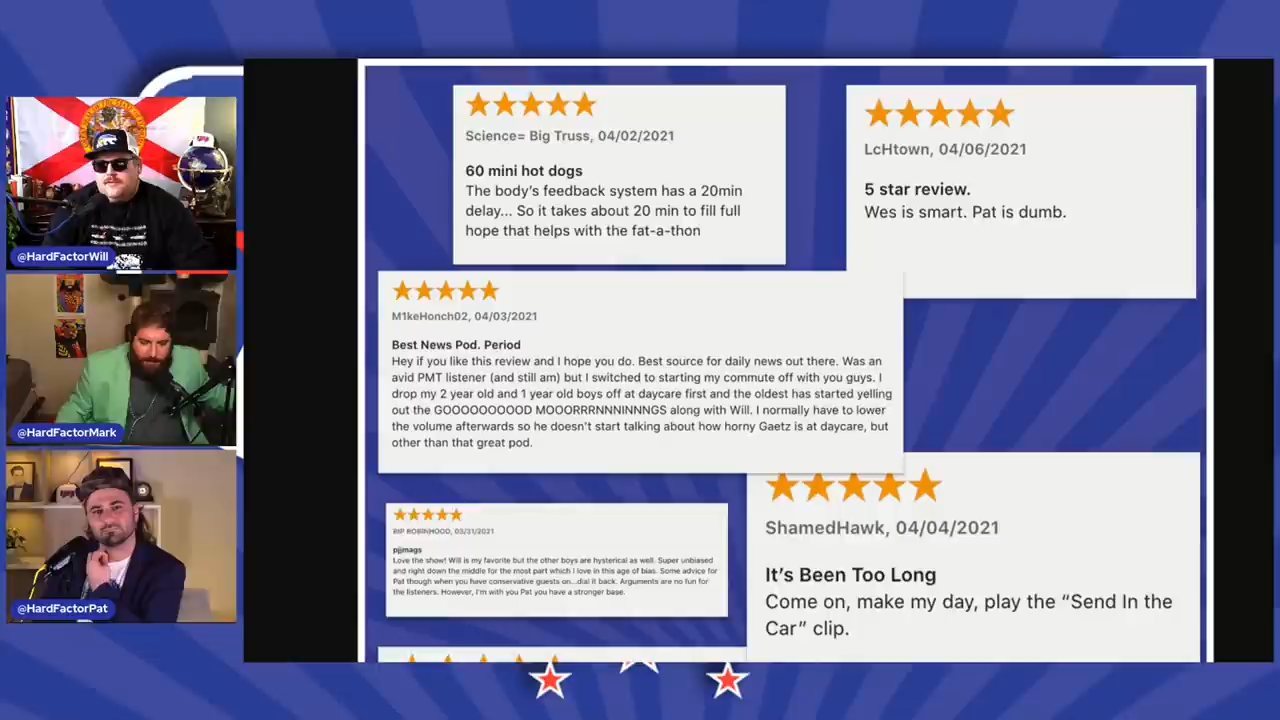 Science= Big Truss, 04/02/2021
60 mini hot dogs
The body's feedback system has a 20min
delay... So it takes about 20 min to fill full
hope that helps with the fat-a-thon
LcHtown, 04/06/2021
5 star review.
Wes is smart. Pat is dumb.
M1keHonch02, 04/03/2021
Best News Pod. Period
Hey if you like this review and I hope you do. Best source for daily news out there. Was an
avid PMT listener (and still am) but I switched to starting my commute off with you guys. I
drop my 2 year old and 1 year old boys off at daycare first and the oldest has started yelling
out the GOOOOOOOOOD MOOORRRNNNINNNGS along with Will. I normally have to lower
the volume afterwards so he doesn't start talking about how horny Gaetz is at daycare, but
other than that great pod.
RIP ROBINHOOD, 03/31/2021
pjjmags
Love the show! Will is my favorite but the other boys are hysterical as well. Super unbiased
and right down the middle for the most part which I love in this age of bias. Some advice for
Pat though when you have conservative guests on...dial it back. Arguments are no fun for
the listeners. However, I'm with you Pat you have a stronger base.
ShamedHawk, 04/04/2021
It's Been Too Long
Come on, make my day, play the "Send In the
Car" clip.
@HardFactorWill
@HardFactorMark
@HardFactorPat